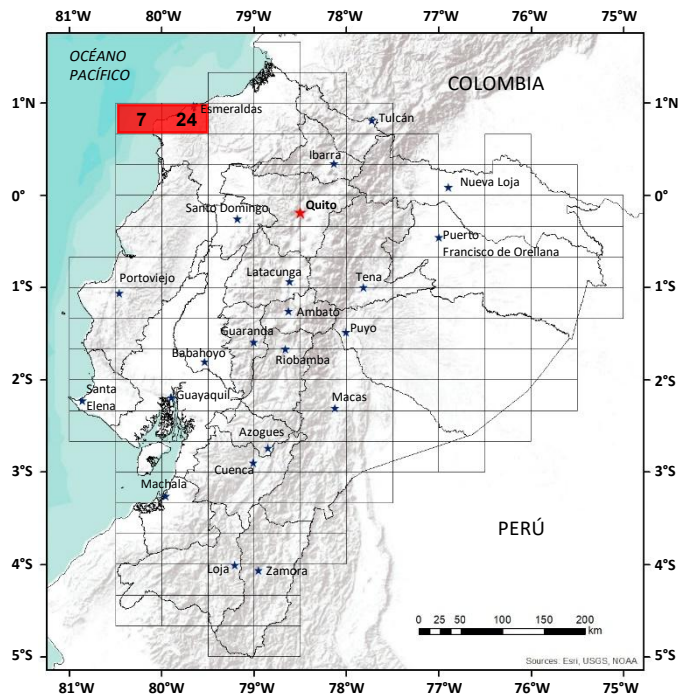 81°W 80°W 79°W 78°W 77°W 76°W 75°W
OCÉANO
PACÍFICO
COLOMBIA
1°N
1°N
Esmeraldas
7 24
Tulcán
Ibarra
Nueva Loja
0°
0°
Santo Domingo
Quito
Puerto
Francisco de Orellana
Latacunga
Tena
1°S
1°S
Portoviejo
Ambato
Guaranda
Puyo
Babahoyo
Riobamba
2°S
2°S
Santa
Elena
Guayaquil
Macas
Azogues
Cuenca
3°S
3°S
Machala
PERÚ
4°S
4°S
Loja
Zamora
0 25 50 100 150 200
km
5°S
5°S
Sources: Esri, USGS, NOAA
81°W 80°W 79°W 78°W 77°W 76°W 75°W